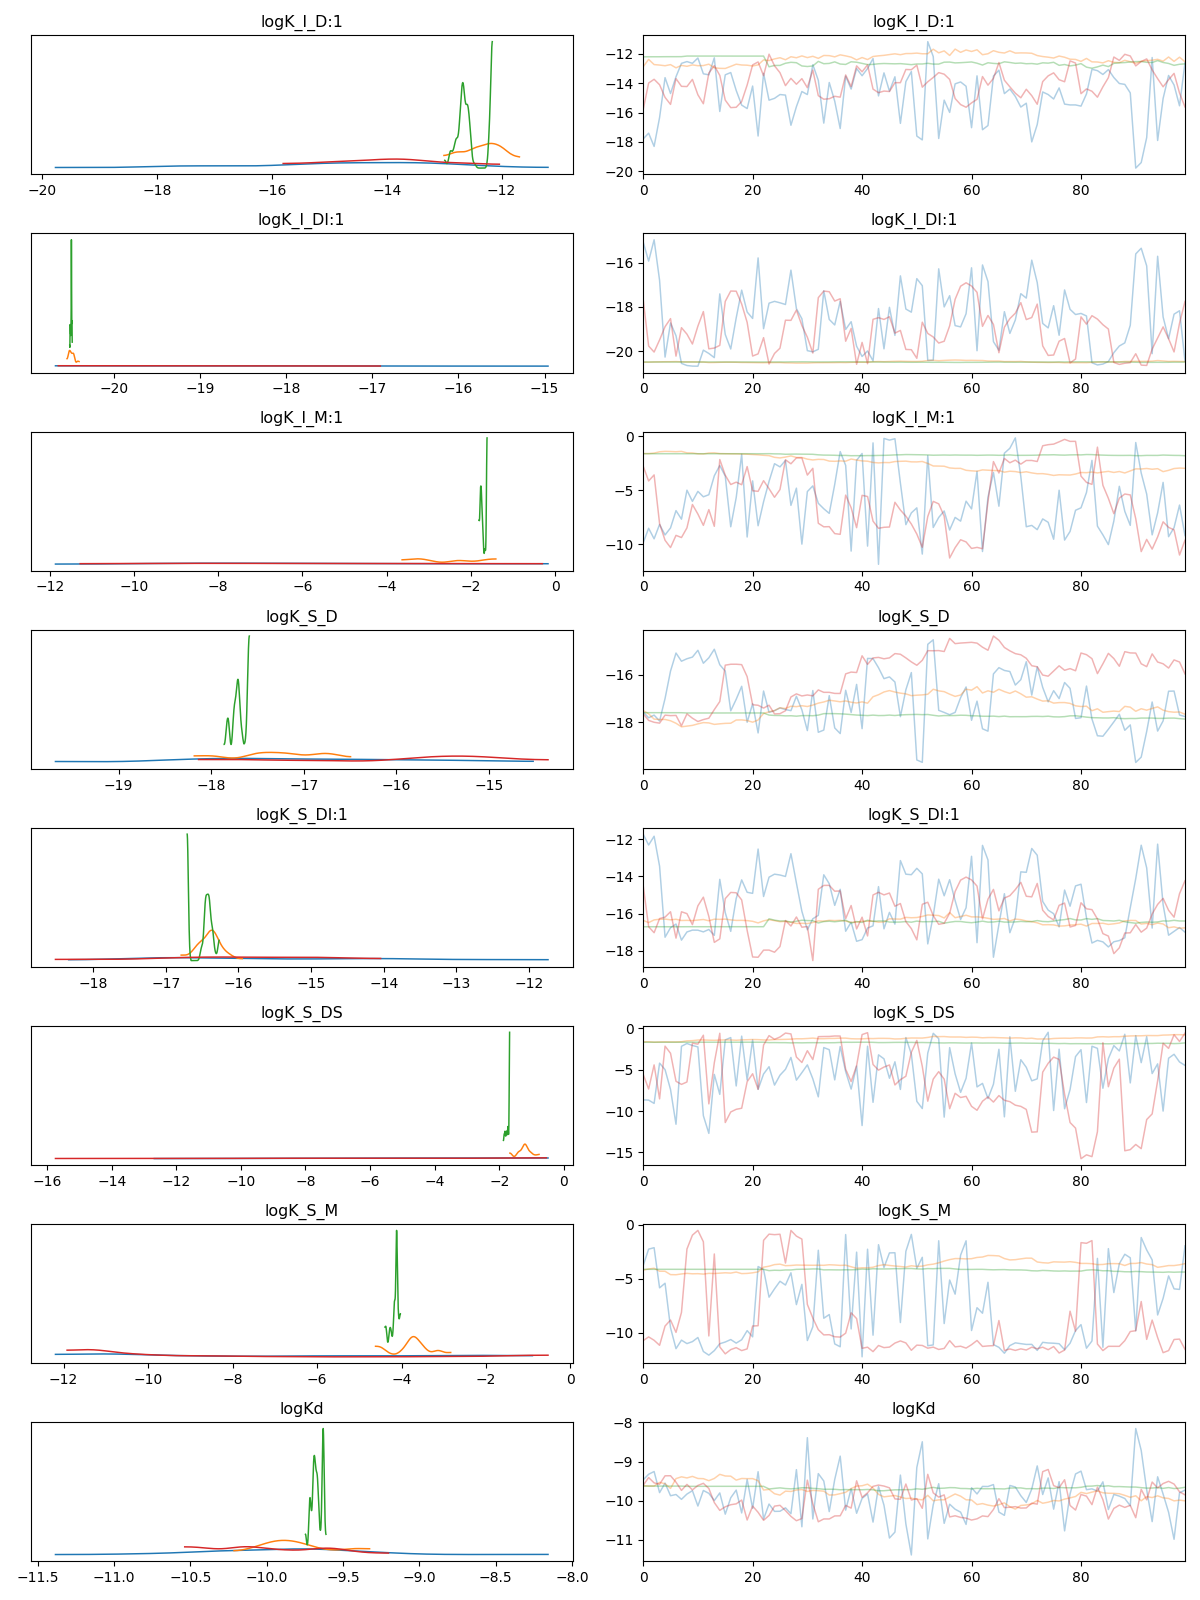 logK_I_D:1 logK_I_D:1
−12
−14
−16
−18
−20
−20 −18 −16 −14 −12 0 20 40 60 80
logK_I_DI:1 logK_I_DI:1
−16
−18
−20
−20 −19 −18 −17 −16 −15 0 20 40 60 80
logK_I_M:1 logK_I_M:1
0
−5
−10
−12 −10 −8 −6 −4 −2 0 0 20 40 60 80
logK_S_D logK_S_D
−16
−18
−19 −18 −17 −16 −15 0 20 40 60 80
logK_S_DI:1 logK_S_DI:1
−12
−14
−16
−18
−18 −17 −16 −15 −14 −13 −12 0 20 40 60 80
logK_S_DS logK_S_DS
0
−5
−10
−15
−16 −14 −12 −10 −8 −6 −4 −2 0 0 20 40 60 80
logK_S_M logK_S_M
0
−5
−10
−12 −10 −8 −6 −4 −2 0 0 20 40 60 80
logKd logKd
−8
−9
−10
−11
−11.5 −11.0 −10.5 −10.0 −9.5 −9.0 −8.5 −8.0 0 20 40 60 80